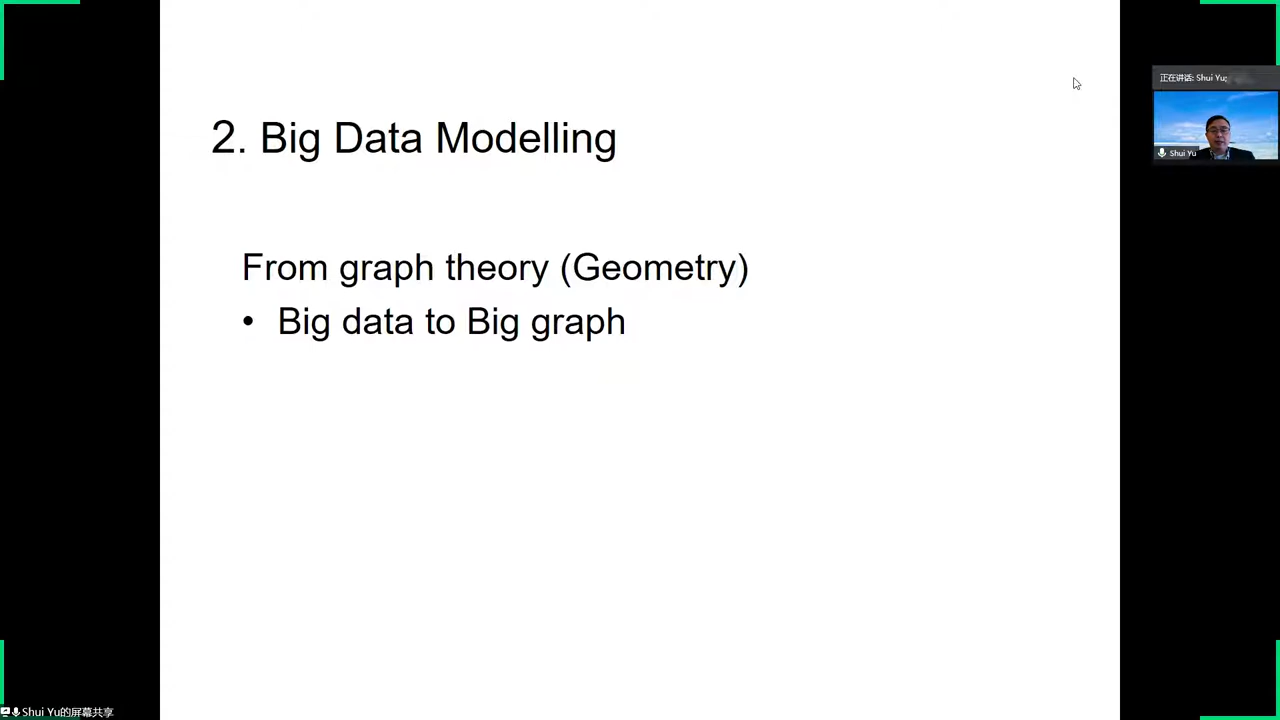 2. Big Data Modelling
From graph theory (Geometry)
• Big data to Big graph
正在讲话: Shui Yu;
Shui Yu
Shui Yu的屏幕共享